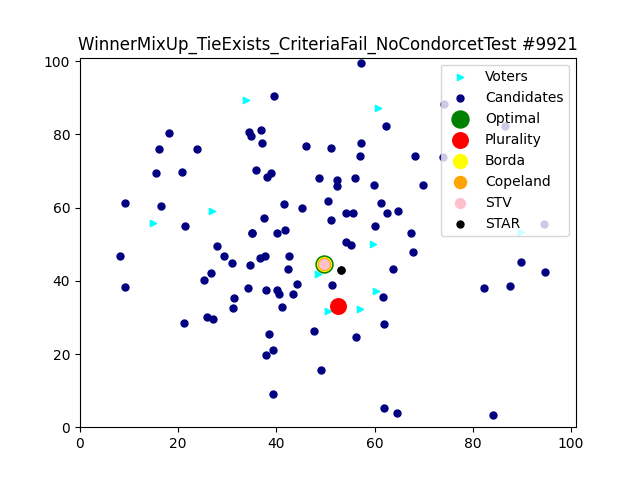 WinnerMixUp_TieExists_CriteriaFail_NoCondorcetTest #9921
100
80
60
40
20
0
0 20 40 60 80 100
Voters
Candidates
Optimal
Plurality
Borda
Copeland
STV
STAR